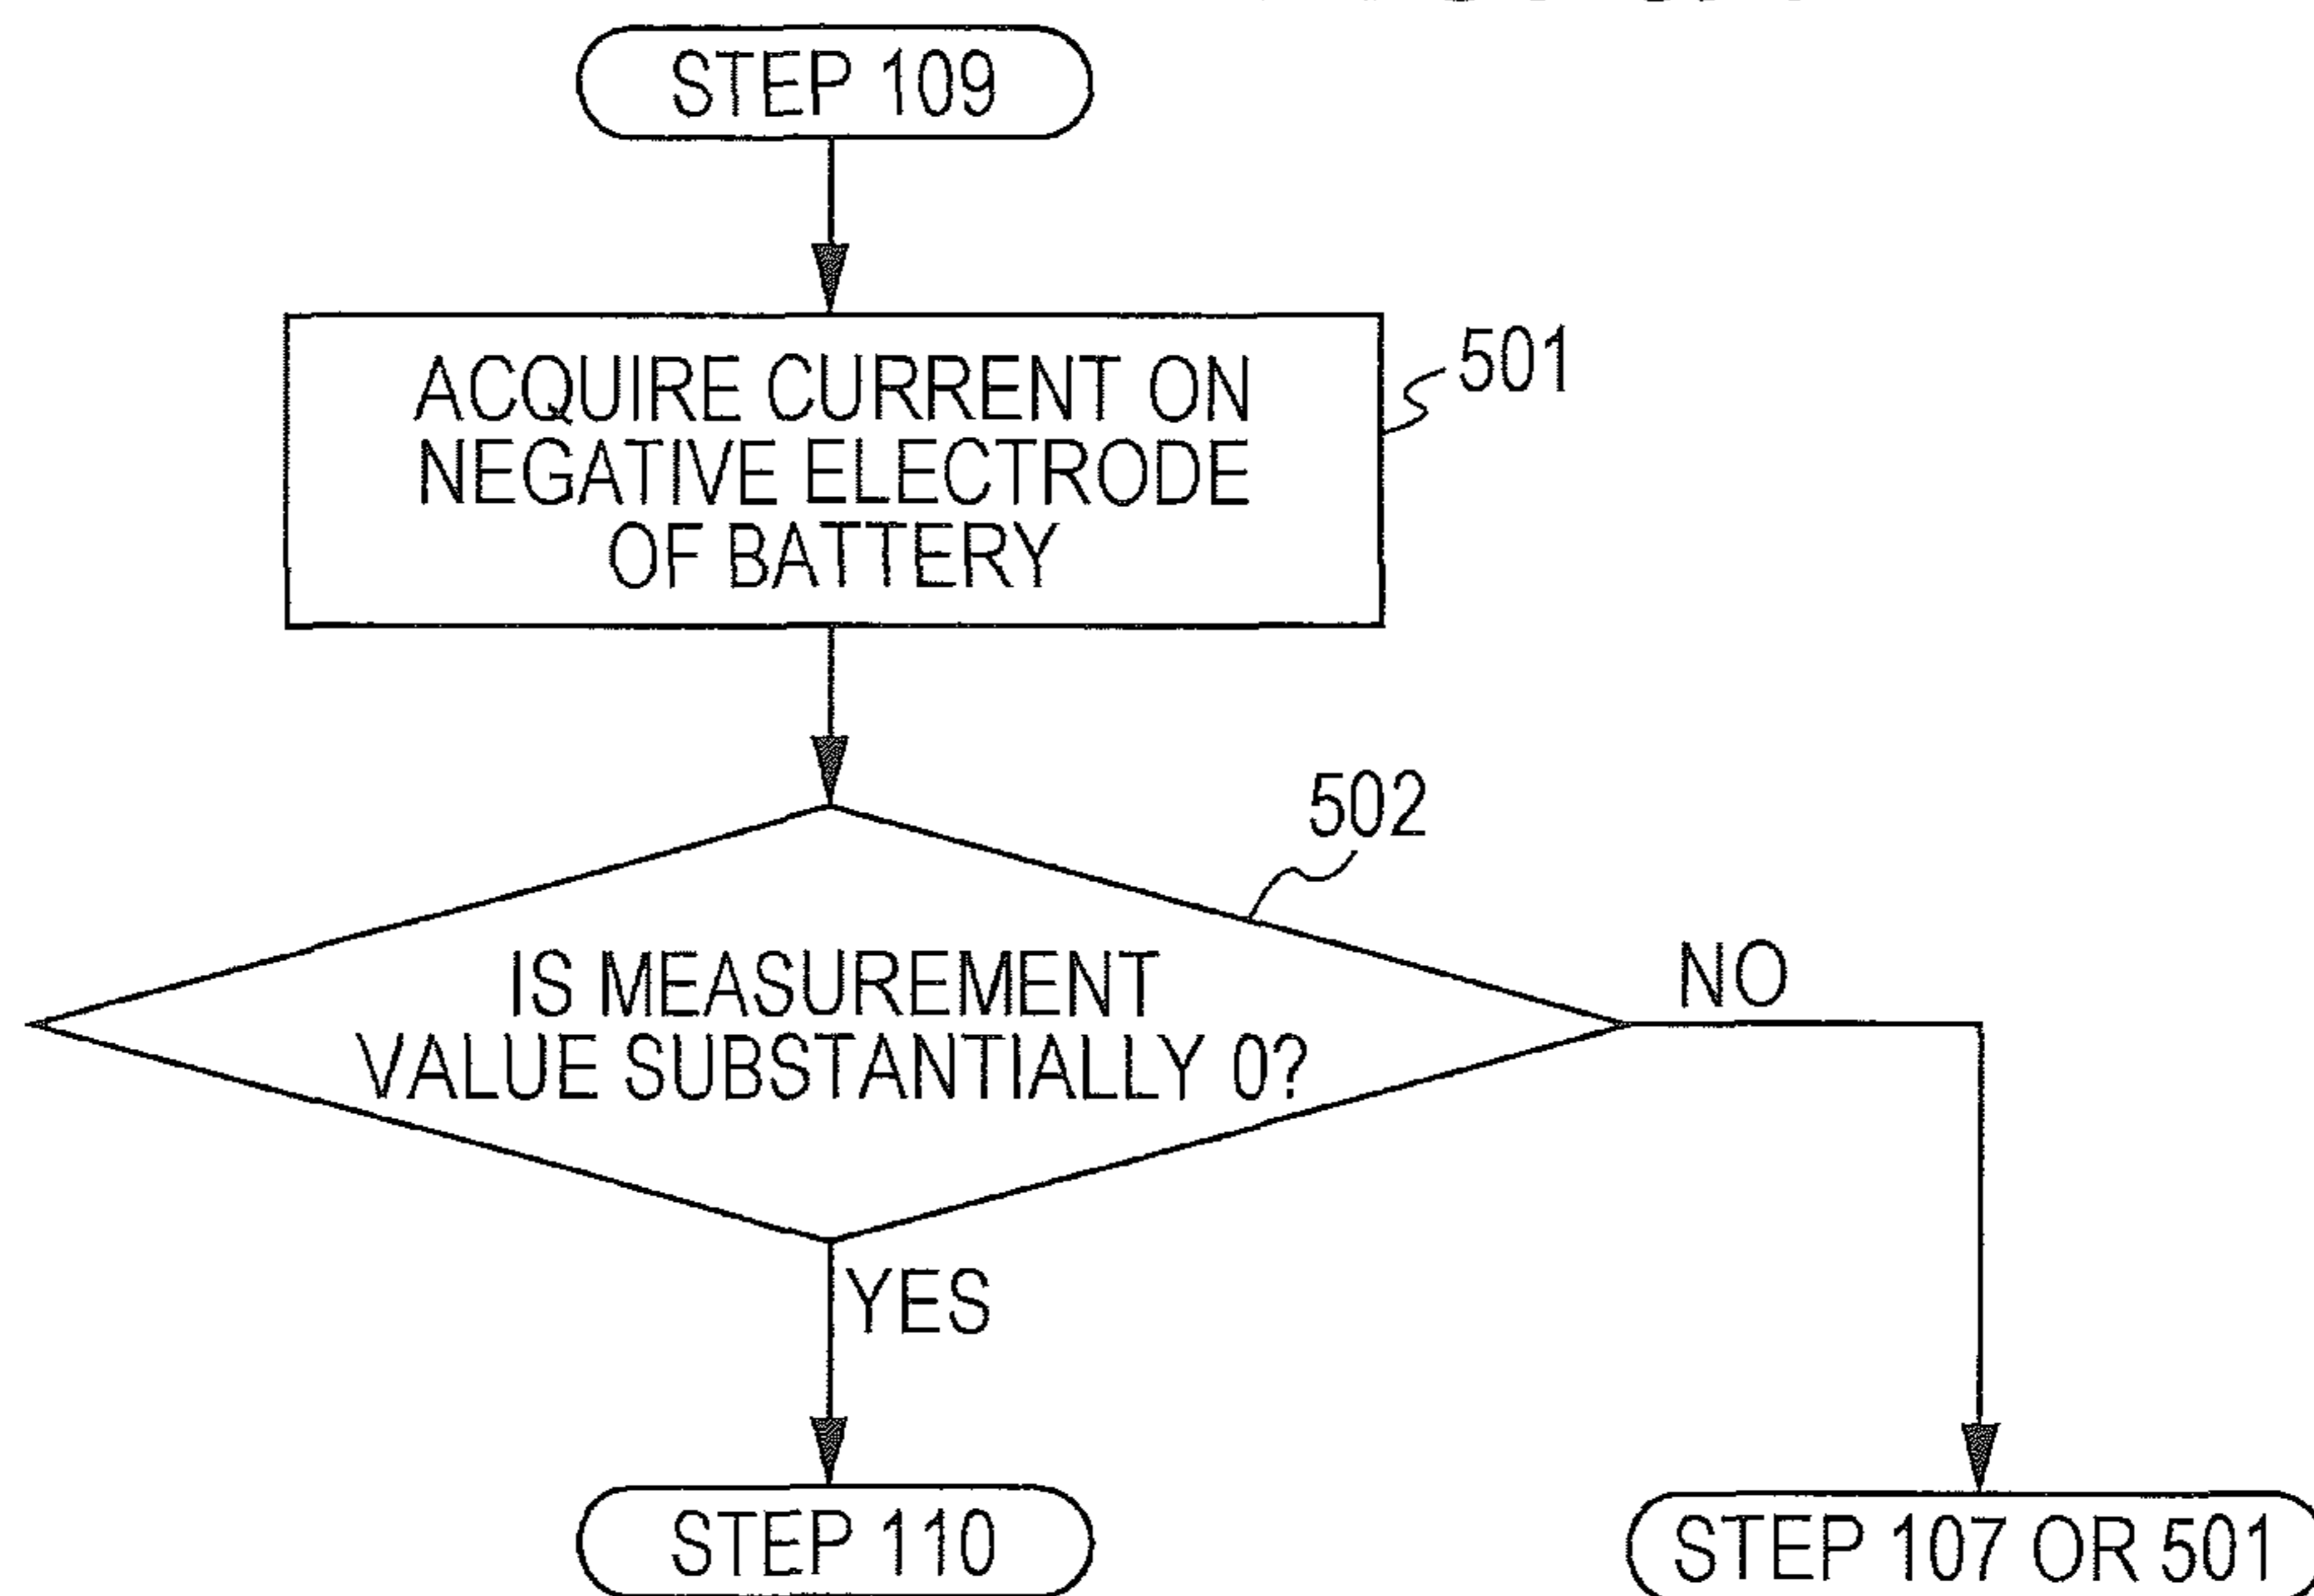 STEP 109
ACQUIRE CURRENT ON
NEGATIVE ELECTRODE
OF BATTERY
501
502
IS MEASUREMENT
VALUE SUBSTANTIALLY 0?
NO
YES
STEP 110
STEP 107 OR 501